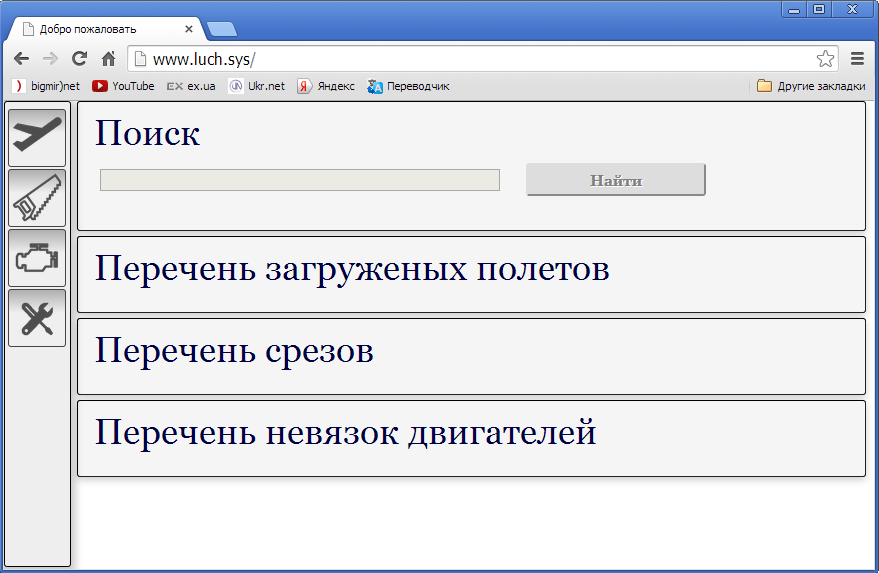 Добро пожаловать
www.luch.sys/
bigmir)net YouTube EX ex.ua Ukr.net Яндекс Переводчик Другие закладки
Поиск
Найти
Перечень загруженых полетов
Перечень срезов
Перечень невязок двигателей